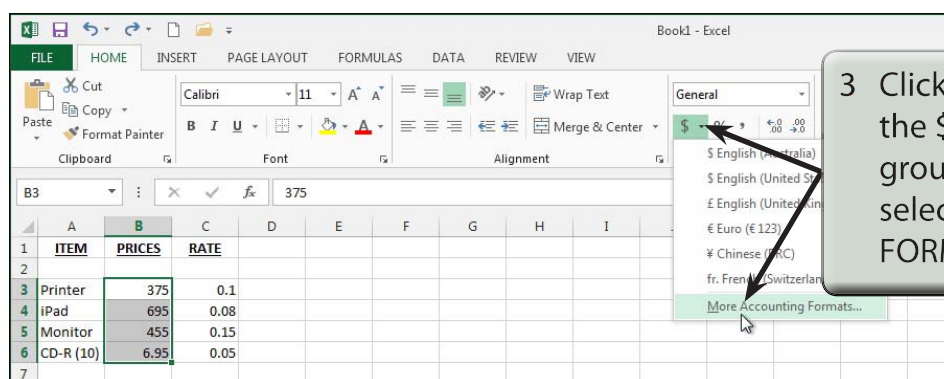 Book1 - Excel
FILE HOME INSERT PAGE LAYOUT FORMULAS DATA REVIEW VIEW
Cut
Copy
Format Painter
Paste
Clipboard
Calibri 11 A A
B I U A
Font
Wrap Text
Merge & Center
Alignment
General
$ % , .0 .00 .00 .0
$ English (Australia)
$ English (United
£ English (United
€ Euro (€ 123)
¥ Chinese (PRC)
fr. French (Switzerlan
More Accounting Formats...
3 Click
the $
FORM
B3 fx 375
A B C D E F G H I
1 ITEM PRICES RATE
2
3 Printer 375 0.1
4 iPad 695 0.08
5 Monitor 455 0.15
6 CD-R (10) 6.95 0.05
7